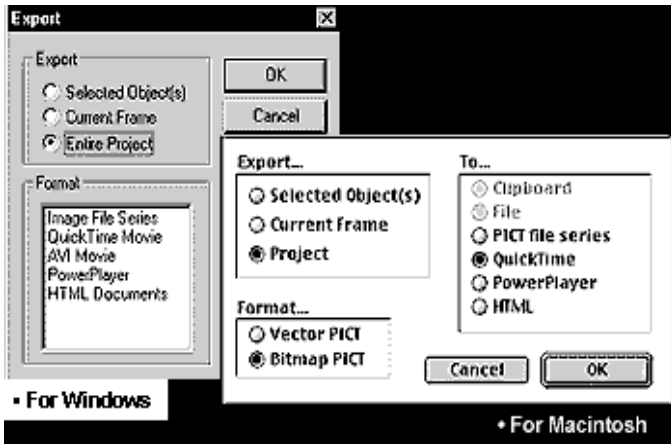 Export
Export
Selected Object(s)
Current Frame
Entire Project
OK
Cancel
Format
Image File Series
QuickTime Movie
AVI Movie
PowerPlayer
HTML Documents
• For Windows
Export...
Selected Object(s)
Current frame
Project
Format...
Vector PICT
Bitmap PICT
To...
Clipboard
File
PICT file series
QuickTime
PowerPlayer
HTML
Cancel
OK
• For Macintosh